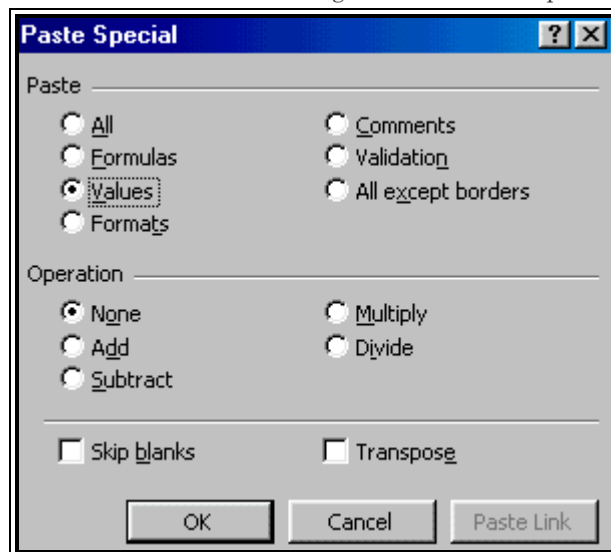 Paste Special
Paste
All
Comments
Formulas
Validation
Values
All except borders
Formats
Operation
None
Multiply
Add
Divide
Subtract
Skip blanks
Transpose
OK
Cancel
Paste Link